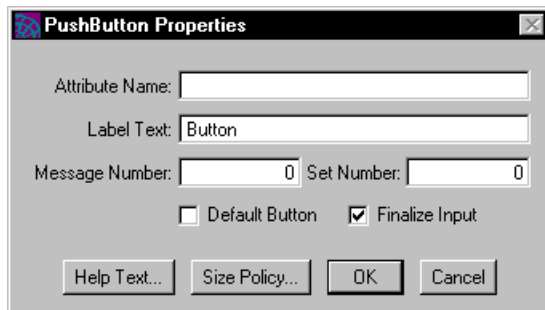 PushButton Properties
Attribute Name:
Label Text: Button
Message Number: 0 Set Number: 0
Default Button Finalize Input
Help Text... Size Policy... OK Cancel